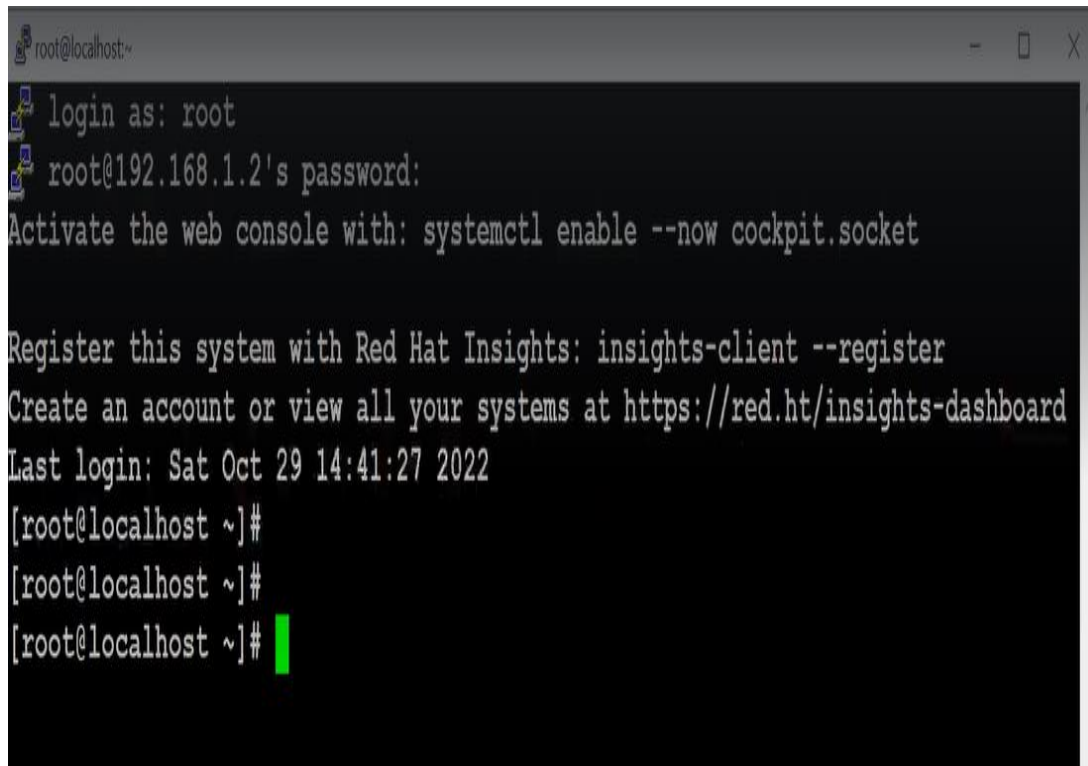 root@localhost:~
login as: root
root@192.168.1.2's password:
Activate the web console with: systemctl enable --now cockpit.socket
Register this system with Red Hat Insights: insights-client --register
Create an account or view all your systems at https://red.ht/insights-dashboard
Last login: Sat Oct 29 14:41:27 2022
[root@localhost ~]#
[root@localhost ~]#
[root@localhost ~]#